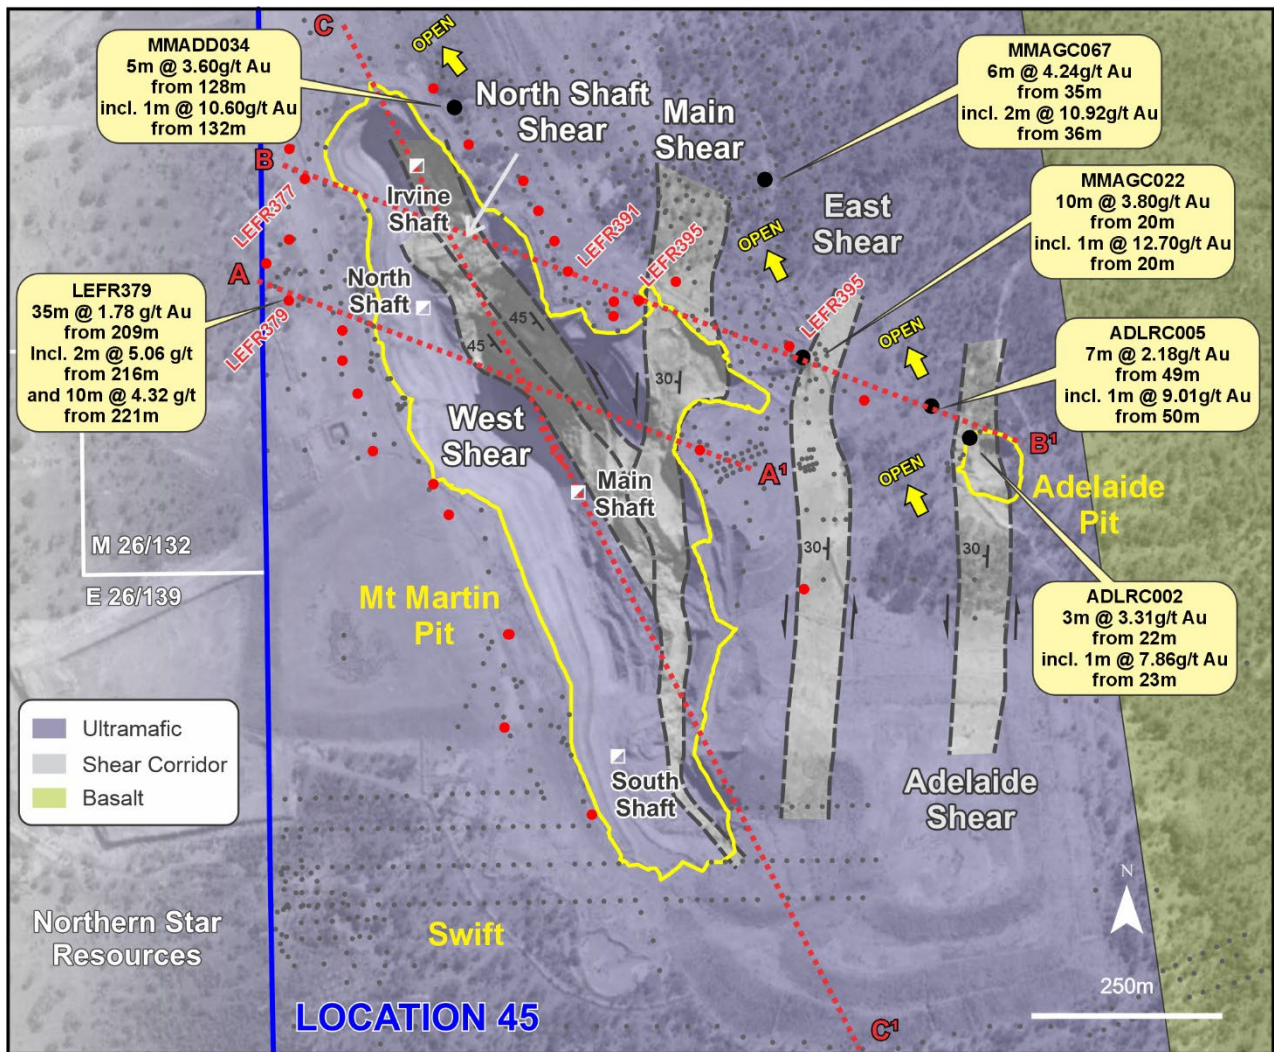 C
OPEN
MMADD034
5m @ 3.60g/t Au
from 128m
incl. 1m @ 10.60g/t Au
from 132m
North Shaft
Shear
Main
Shear
MMAGC067
6m @ 4.24g/t Au
from 35m
incl. 2m @ 10.92g/t Au
from 36m
B
LEFR377
Irvine
Shaft
LEFR391
LEFR395
OPEN
East
Shear
MMAGC022
10m @ 3.80g/t Au
from 20m
incl. 1m @ 12.70g/t Au
from 20m
A
North
Shaft
LEFR379
LEFR379
35m @ 1.78 g/t Au
from 209m
Incl. 2m @ 5.06 g/t
from 216m
and 10m @ 4.32 g/t
from 221m
45
45
30
LEFR395
OPEN
ADLRC005
7m @ 2.18g/t Au
from 49m
incl. 1m @ 9.01g/t Au
from 50m
West
Shear
A¹
B¹
OPEN
Main
Shaft
Adelaide
Pit
M 26/132
E 26/139
30
30
Mt Martin
Pit
ADLRC002
3m @ 3.31g/t Au
from 22m
incl. 1m @ 7.86g/t Au
from 23m
Ultramafic
Shear Corridor
Basalt
South
Shaft
Adelaide
Shear
Northern Star
Resources
Swift
N
250m
LOCATION 45
C¹